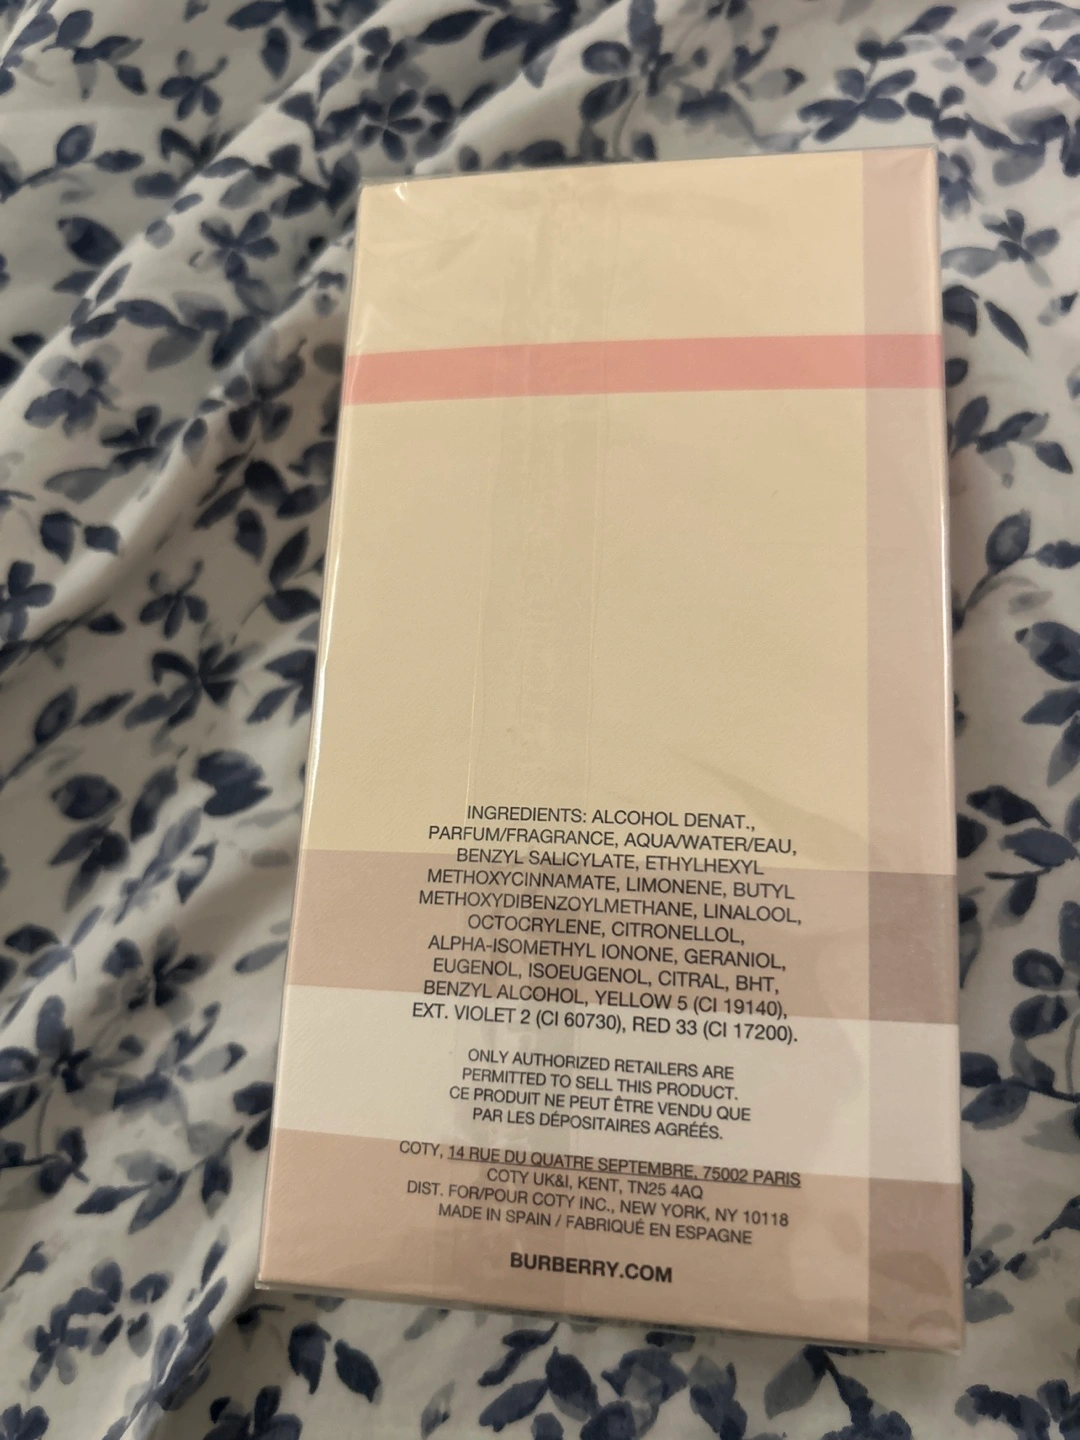 INGREDIENTS: ALCOHOL DENAT.,
PARFUM/FRAGRANCE, AQUA/WATER/EAU,
BENZYL SALICYLATE, ETHYLHEXYL
METHOXYCINNAMATE, LIMONENE, BUTYL
METHOXYDIBENZOYLMETHANE, LINALOOL,
OCTOCRYLENE, CITRONELLOL,
ALPHA-ISOMETHYL IONONE, GERANIOL,
EUGENOL, ISOEUGENOL, CITRAL, BHT,
BENZYL ALCOHOL, YELLOW 5 (CI 19140),
EXT. VIOLET 2 (CI 60730), RED 33 (CI 17200).
ONLY AUTHORIZED RETAILERS ARE
PERMITTED TO SELL THIS PRODUCT.
CE PRODUIT NE PEUT ÊTRE VENDU QUE
PAR LES DÉPOSITAIRES AGRÉÉS.
COTY, 14 RUE DU QUATRE SEPTEMBRE, 75002 PARIS
COTY UK&I, KENT, TN25 4AQ
DIST. FOR/POUR COTY INC., NEW YORK, NY 10118
MADE IN SPAIN / FABRIQUÉ EN ESPAGNE
BURBERRY.COM